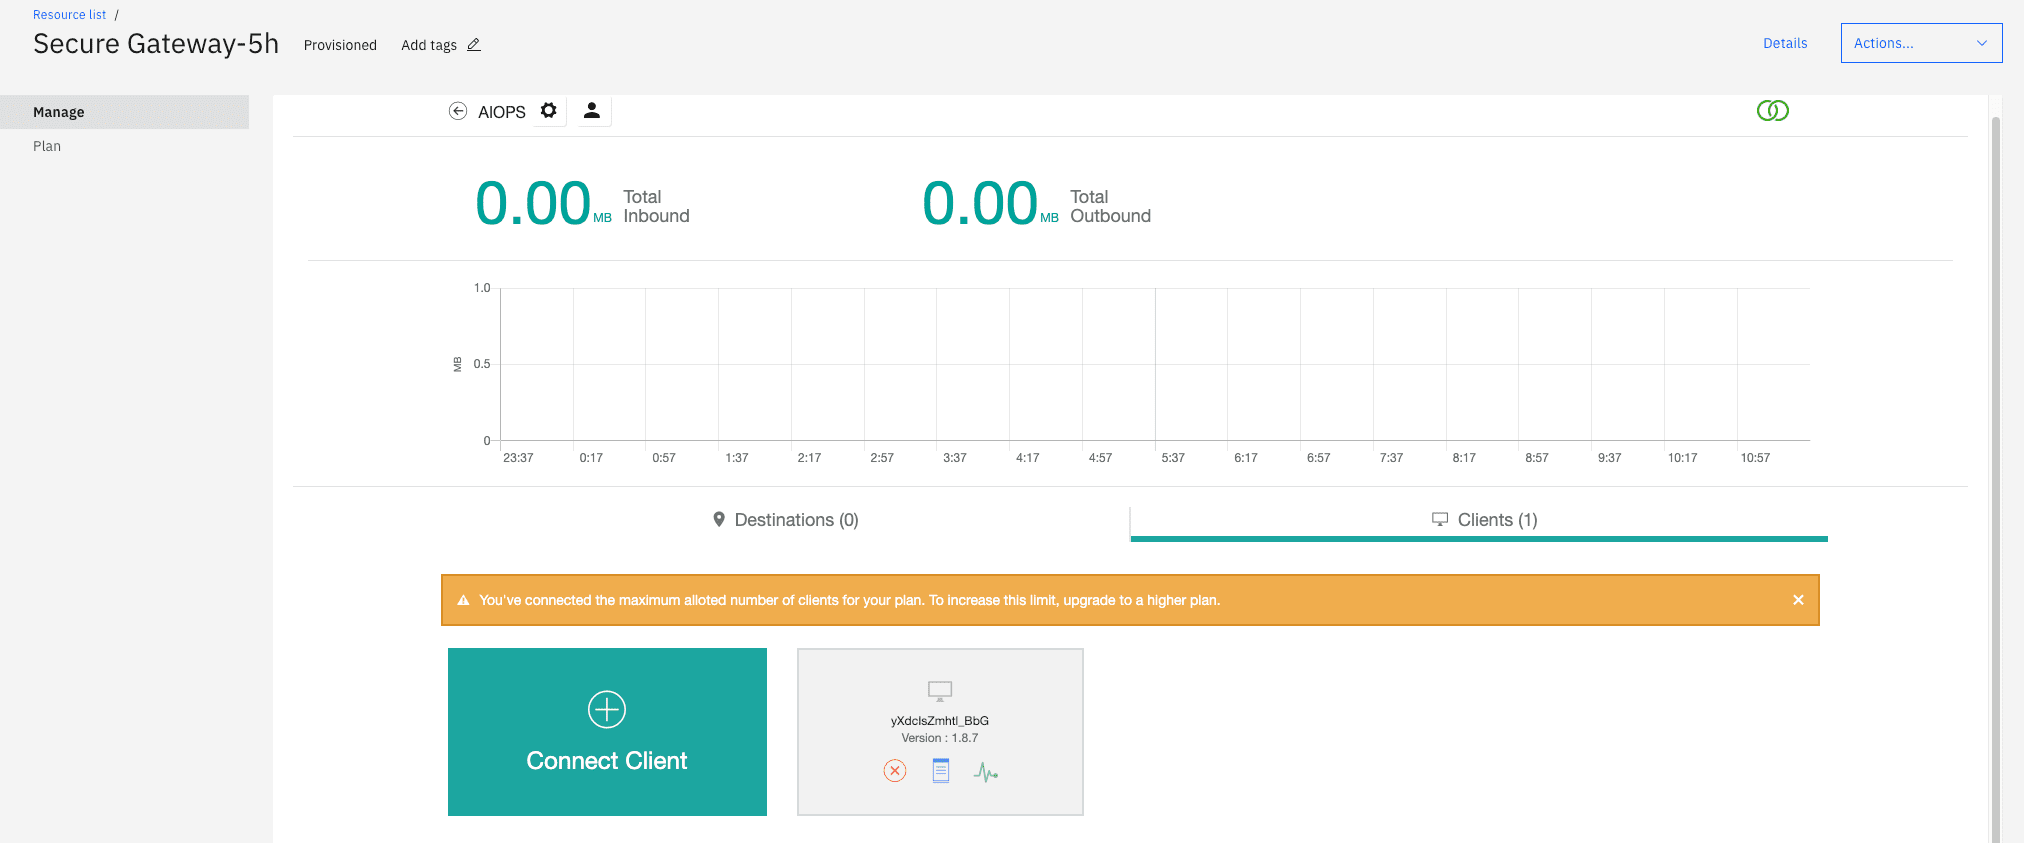 Resource list /
Secure Gateway-5h
Provisioned
Add tags
Details
Actions...
Manage
Plan
AIOPS
0.00 MB Total Inbound
0.00 MB Total Outbound
1.0
0.5
0
MB
23:37 0:17 0:57 1:37 2:17 2:57 3:37 4:17 4:57 5:37 6:17 6:57 7:37 8:17 8:57 9:37 10:17 10:57
Destinations (0)
Clients (1)
You've connected the maximum alloted number of clients for your plan. To increase this limit, upgrade to a higher plan.
Connect Client
yXdcIsZmhtI_BbG
Version : 1.8.7